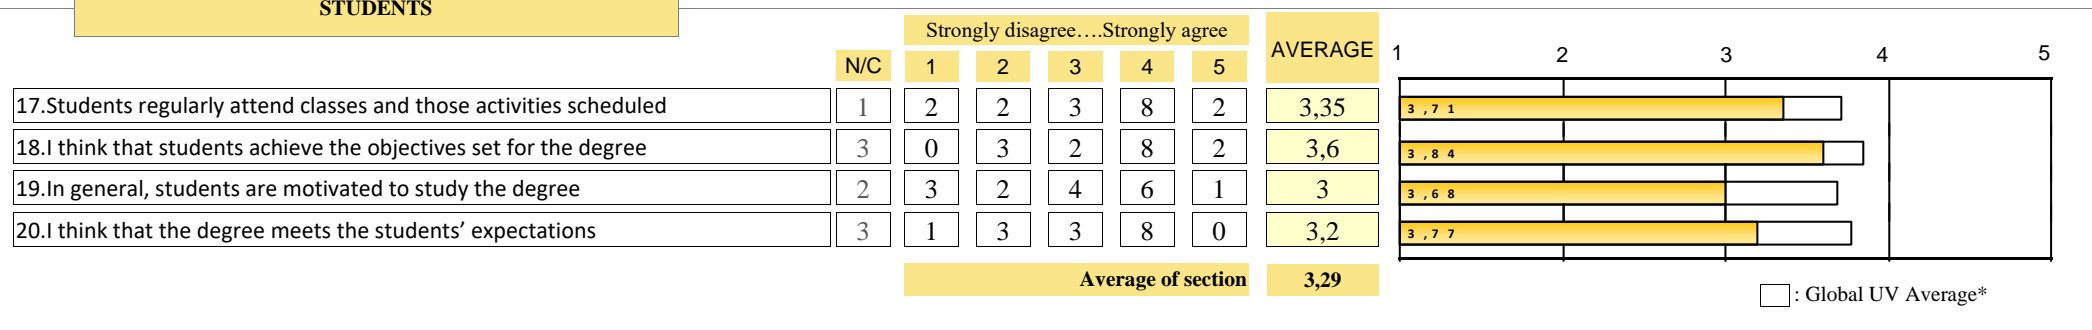 STUDENTS
Strongly disagree….Strongly agree
AVERAGE
1 2 3 4 5
N/C 1 2 3 4 5
17.Students regularly attend classes and those activities scheduled 1 2 2 3 8 2 3,35 3,71
18.I think that students achieve the objectives set for the degree 3 0 3 2 8 2 3,6 3,84
19.In general, students are motivated to study the degree 2 3 2 4 6 1 3 3,68
20.I think that the degree meets the students’ expectations 3 1 3 3 8 0 3,2 3,77
Average of section 3,29
: Global UV Average*